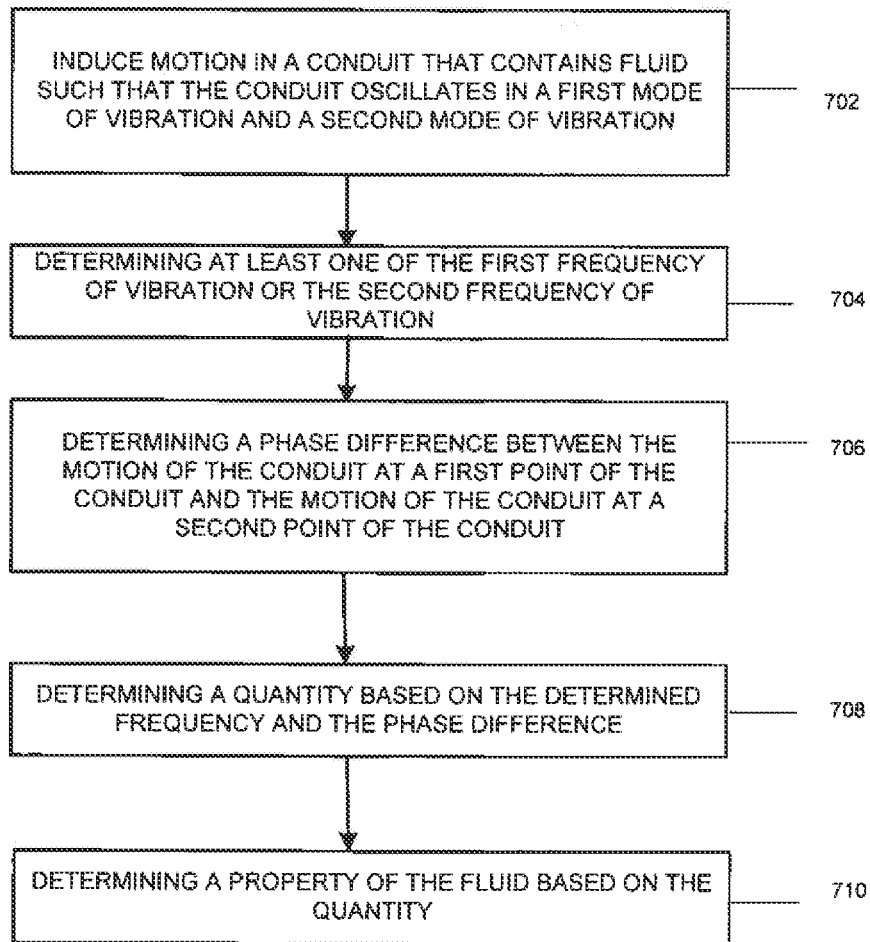 INDUCE MOTION IN A CONDUIT THAT CONTAINS FLUID
SUCH THAT THE CONDUIT OSCILLATES IN A FIRST MODE
OF VIBRATION AND A SECOND MODE OF VIBRATION
702
DETERMINING AT LEAST ONE OF THE FIRST FREQUENCY
OF VIBRATION OR THE SECOND FREQUENCY OF
VIBRATION
704
DETERMINING A PHASE DIFFERENCE BETWEEN THE
MOTION OF THE CONDUIT AT A FIRST POINT OF THE
CONDUIT AND THE MOTION OF THE CONDUIT AT A
SECOND POINT OF THE CONDUIT
706
DETERMINING A QUANTITY BASED ON THE DETERMINED
FREQUENCY AND THE PHASE DIFFERENCE
708
DETERMINING A PROPERTY OF THE FLUID BASED ON THE
QUANTITY
710